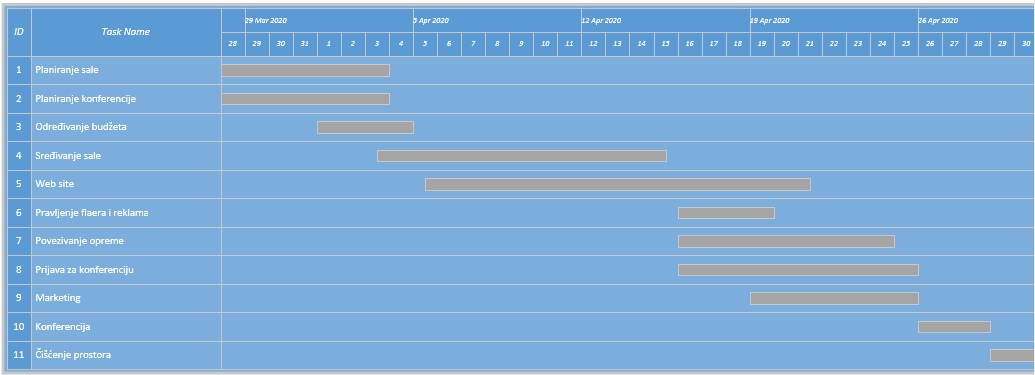 ID Task Name 29 Mar 2020 5 Apr 2020 12 Apr 2020 19 Apr 2020 26 Apr 2020
28 29 30 31 1 2 3 4 5 6 7 8 9 10 11 12 13 14 15 16 17 18 19 20 21 22 23 24 25 26 27 28 29 30
1 Planiranje sale
2 Planiranje konferencije
3 Određivanje budžeta
4 Sređivanje sale
5 Web site
6 Pravljenje flaera i reklama
7 Povezivanje opreme
8 Prijava za konferenciju
9 Marketing
10 Konferencija
11 Čišćenje prostora